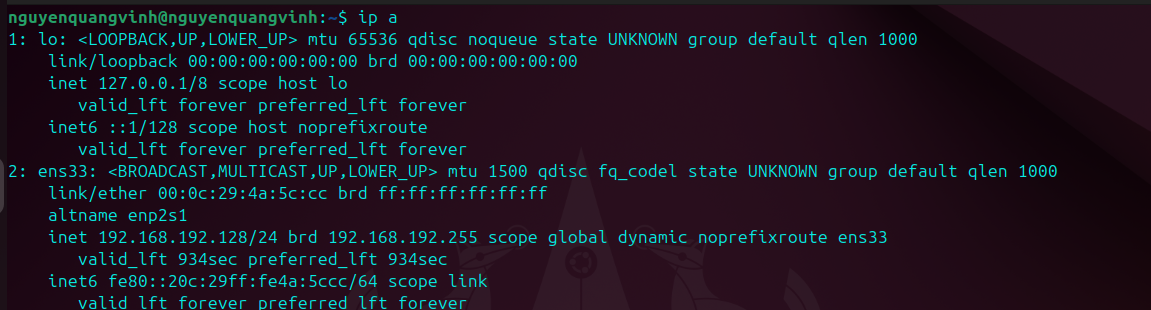 nguyenquangvinh@nguyenquangvinh:~$ ip a
1: lo: <LOOPBACK,UP,LOWER_UP> mtu 65536 qdisc noqueue state UNKNOWN group default qlen 1000
    link/loopback 00:00:00:00:00:00 brd 00:00:00:00:00:00
    inet 127.0.0.1/8 scope host lo
       valid_lft forever preferred_lft forever
    inet6 ::1/128 scope host noprefixroute
       valid_lft forever preferred_lft forever
2: ens33: <BROADCAST,MULTICAST,UP,LOWER_UP> mtu 1500 qdisc fq_codel state UNKNOWN group default qlen 1000
    link/ether 00:0c:29:4a:5c:cc brd ff:ff:ff:ff:ff:ff
    altname enp2s1
    inet 192.168.192.128/24 brd 192.168.192.255 scope global dynamic noprefixroute ens33
       valid_lft 934sec preferred_lft 934sec
    inet6 fe80::20c:29ff:fe4a:5ccc/64 scope link
       valid_lft forever preferred_lft forever